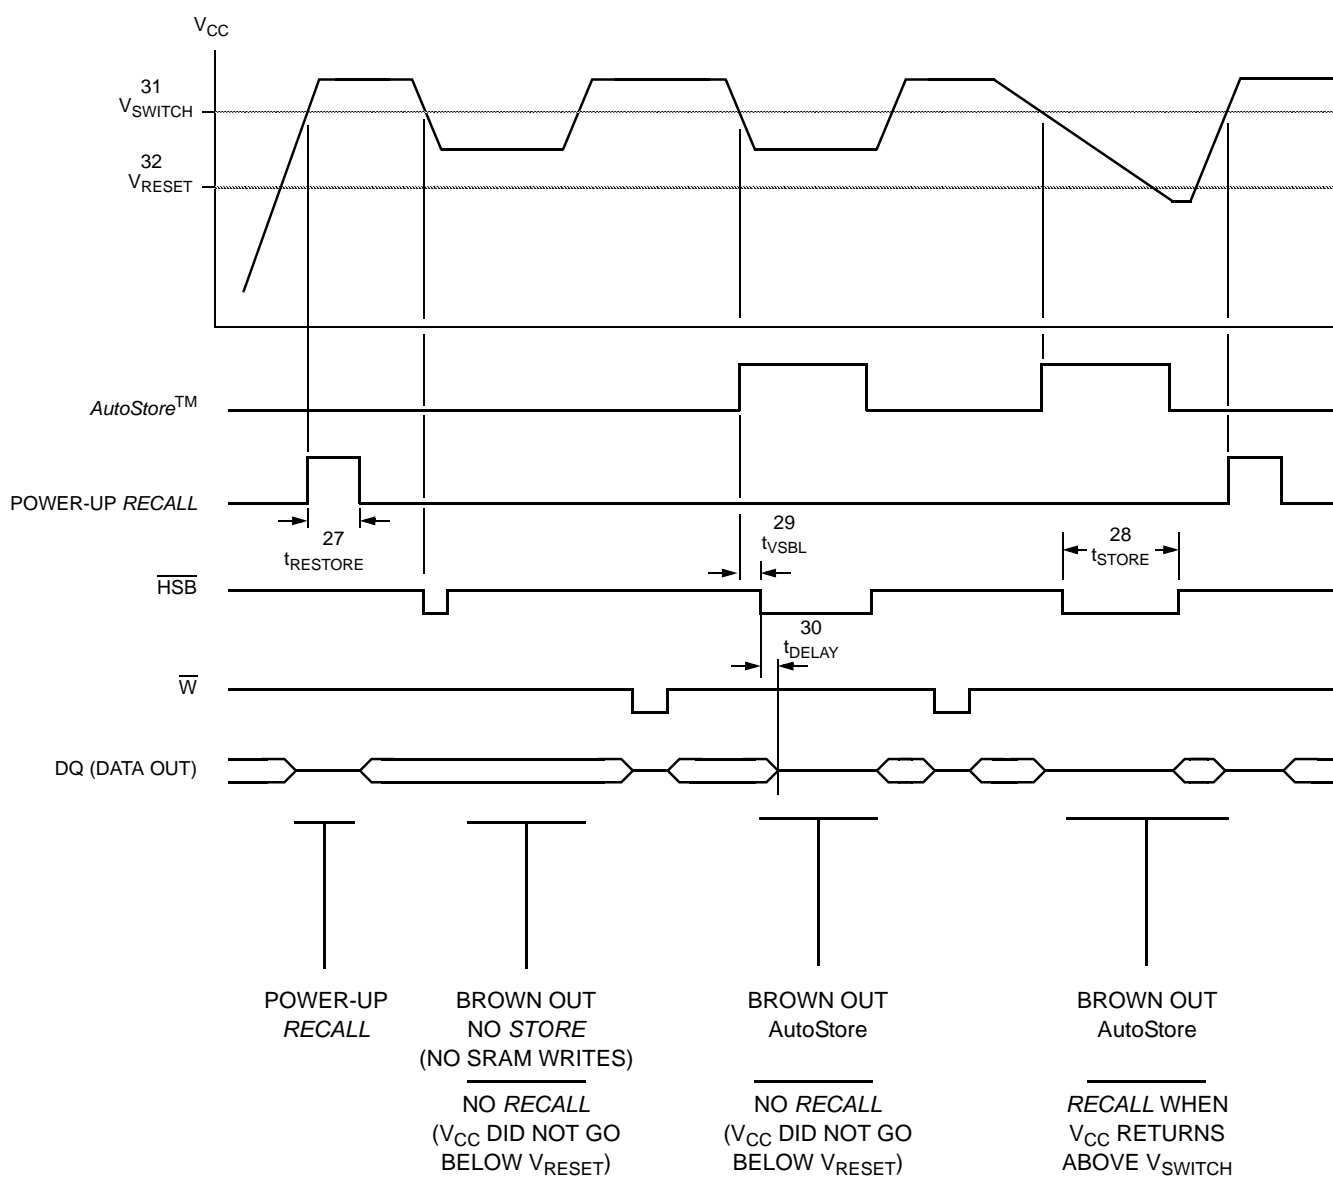 VCC
31
VSWITCH
32
VRESET
AutoStore™
POWER-UP RECALL
27
tRESTORE
29
tVSBL
28
tSTORE
HSB
30
tDELAY
W
DQ (DATA OUT)
POWER-UP
RECALL
BROWN OUT
NO STORE
(NO SRAM WRITES)
NO RECALL
(VCC DID NOT GO
BELOW VRESET)
BROWN OUT
AutoStore
NO RECALL
(VCC DID NOT GO
BELOW VRESET)
BROWN OUT
AutoStore
RECALL WHEN
VCC RETURNS
ABOVE VSWITCH